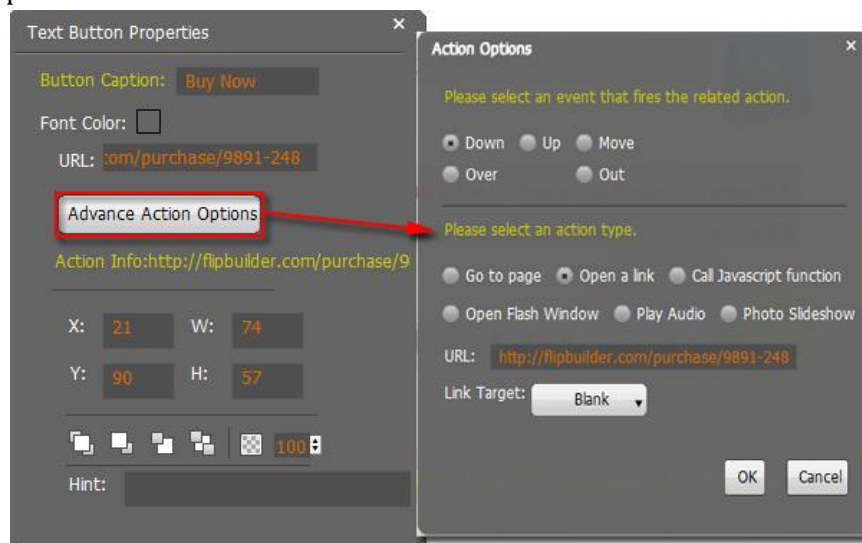 Text Button Properties
×
Button Caption: Buy Now
Font Color:
URL: :om/purchase/9891-248
Advance Action Options
Action Info:http://flipbuilder.com/purchase/9
X: 21 W: 74
Y: 90 H: 57
100
Hint:
Action Options
×
Please select an event that fires the related action.
Down Up Move
Over Out
Please select an action type.
Go to page Open a link Call Javascript function
Open Flash Window Play Audio Photo Slideshow
URL: http://flipbuilder.com/purchase/9891-248
Link Target: Blank
OK Cancel